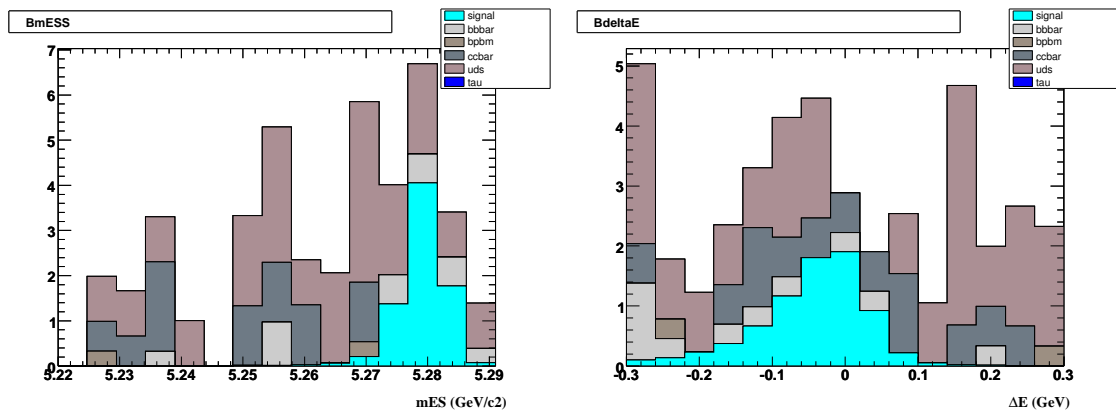 BmESS
signal
bbbar
bpbm
ccbar
uds
tau
7
6
5
4
3
2
1
0
5.22 5.23 5.24 5.25 5.26 5.27 5.28 5.29
mES (GeV/c2)
BdeltaE
signal
bbbar
bpbm
ccbar
uds
tau
5
4
3
2
1
0
-0.3 -0.2 -0.1 0 0.1 0.2 0.3
ΔE (GeV)